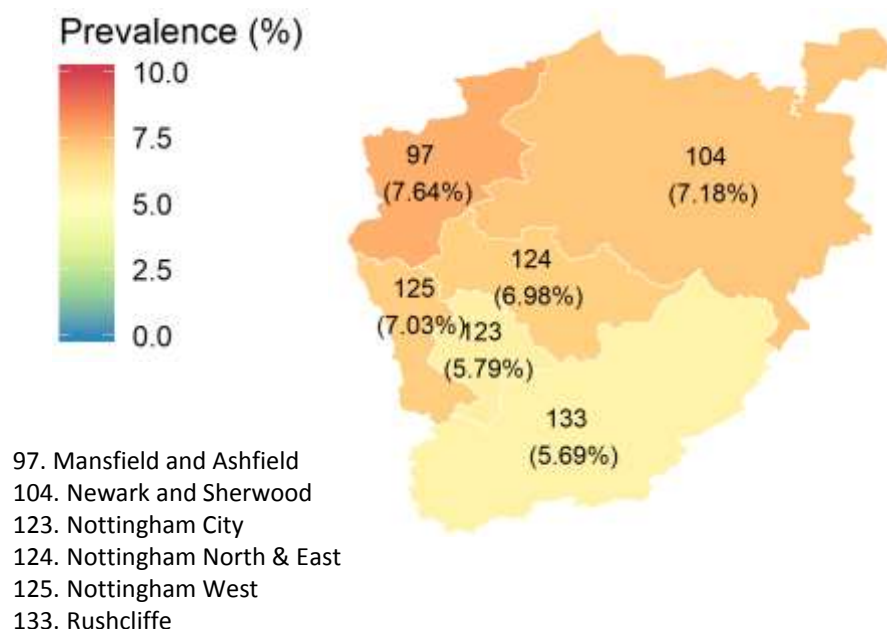 Prevalence (%)
10.0
7.5
5.0
2.5
0.0
97
(7.64%)
104
(7.18%)
124
(6.98%)
125
(7.03%)
123
(5.79%)
133
(5.69%)
97. Mansfield and Ashfield
104. Newark and Sherwood
123. Nottingham City
124. Nottingham North & East
125. Nottingham West
133. Rushcliffe